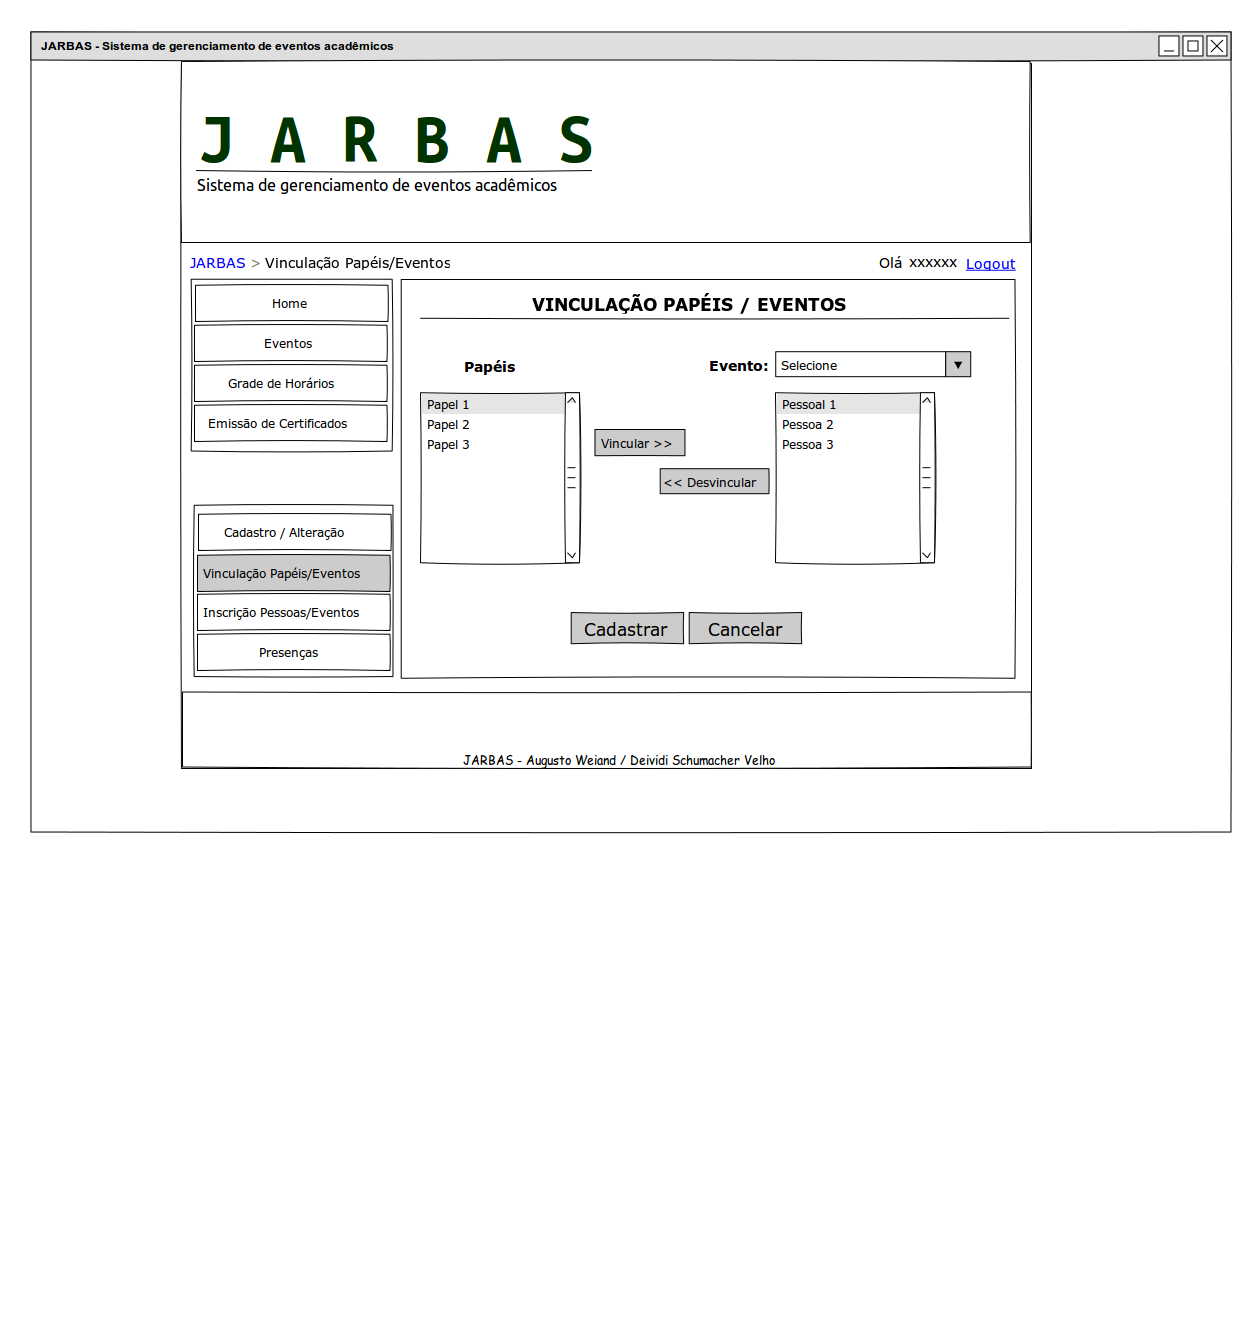 JARBAS - Sistema de gerenciamento de eventos acadêmicos
J A R B A S
Sistema de gerenciamento de eventos acadêmicos
JARBAS > Vinculação Papéis/Eventos
Olá xxxxxx Logout
Home
Eventos
Grade de Horários
Emissão de Certificados
Cadastro / Alteração
Vinculação Papéis/Eventos
Inscrição Pessoas/Eventos
Presenças
VINCULAÇÃO PAPÉIS / EVENTOS
Papéis
Evento: Selecione
Papel 1
Papel 2
Papel 3
Vincular >>
<< Desvincular
Pessoal 1
Pessoa 2
Pessoa 3
Cadastrar Cancelar
JARBAS - Augusto Weiand / Deividi Schumacher Velho